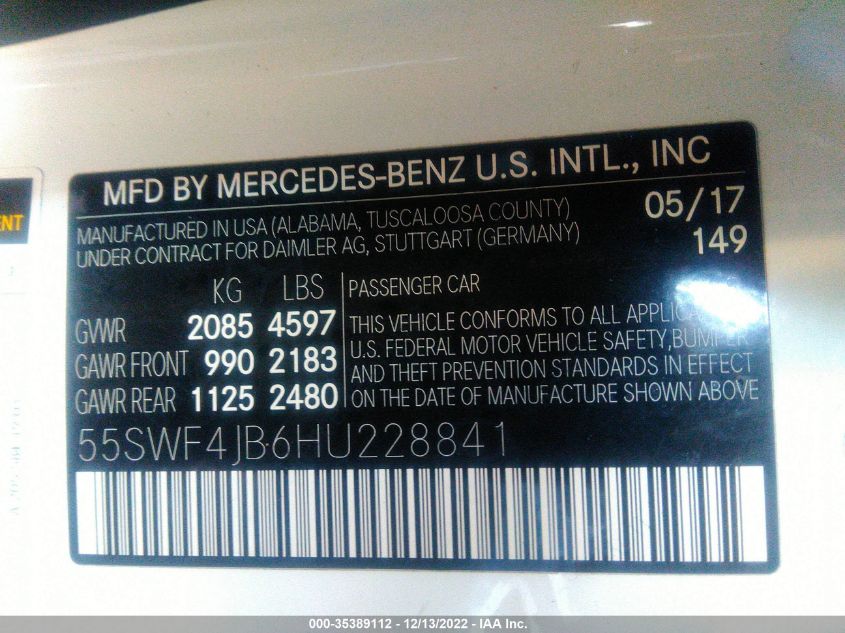 MFD BY MERCEDES-BENZ U.S. INTL., INC
MANUFACTURED IN USA (ALABAMA, TUSCALOOSA COUNTY) 05/17
UNDER CONTRACT FOR DAIMLER AG, STUTTGART (GERMANY) 149
KG LBS
GVWR 2085 4597
GAWR FRONT 990 2183
GAWR REAR 1125 2480
PASSENGER CAR
THIS VEHICLE CONFORMS TO ALL
U.S. FEDERAL MOTOR VEHICLE SAFETY, BUMPER
AND THEFT PREVENTION STANDARDS IN EFFECT
ON THE DATE OF MANUFACTURE SHOWN ABOVE
55SWF4JB6HU228841
000-35389112 - 12/13/2022 - IAA Inc.